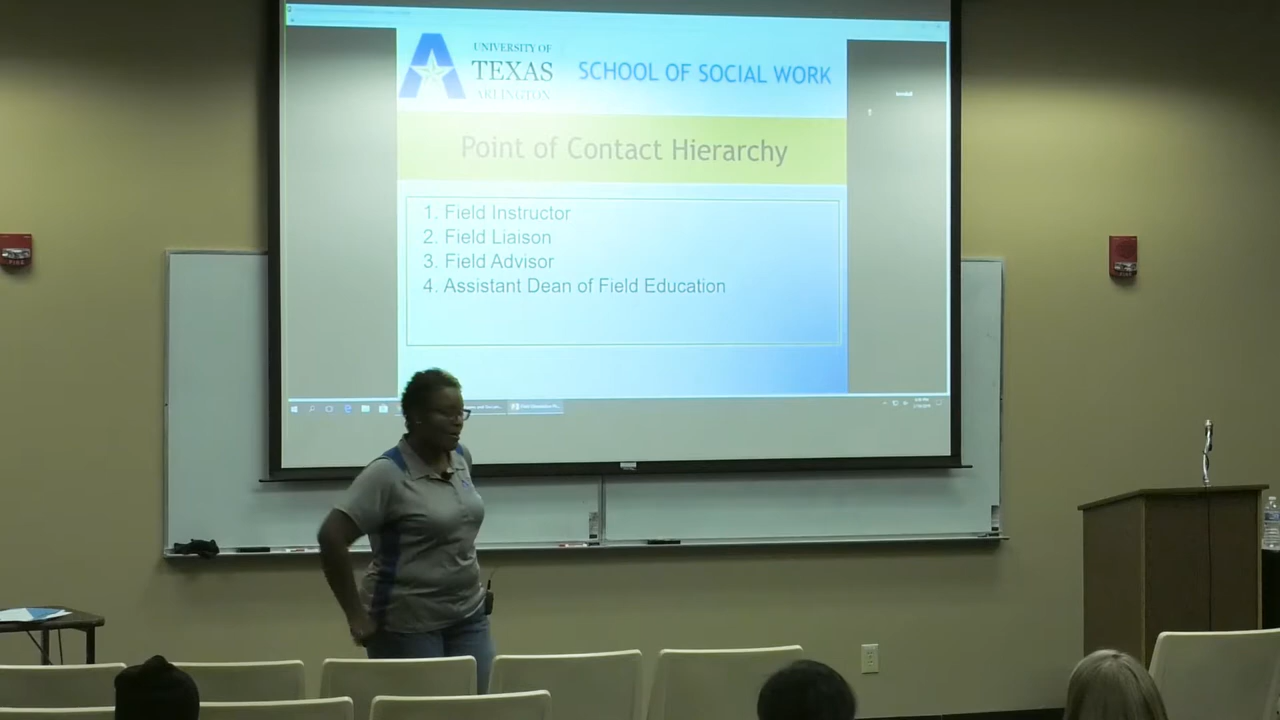 UNIVERSITY OF
TEXAS
ARLINGTON
SCHOOL OF SOCIAL WORK
Point of Contact Hierarchy
1. Field Instructor
2. Field Liaison
3. Field Advisor
4. Assistant Dean of Field Education
FIRE